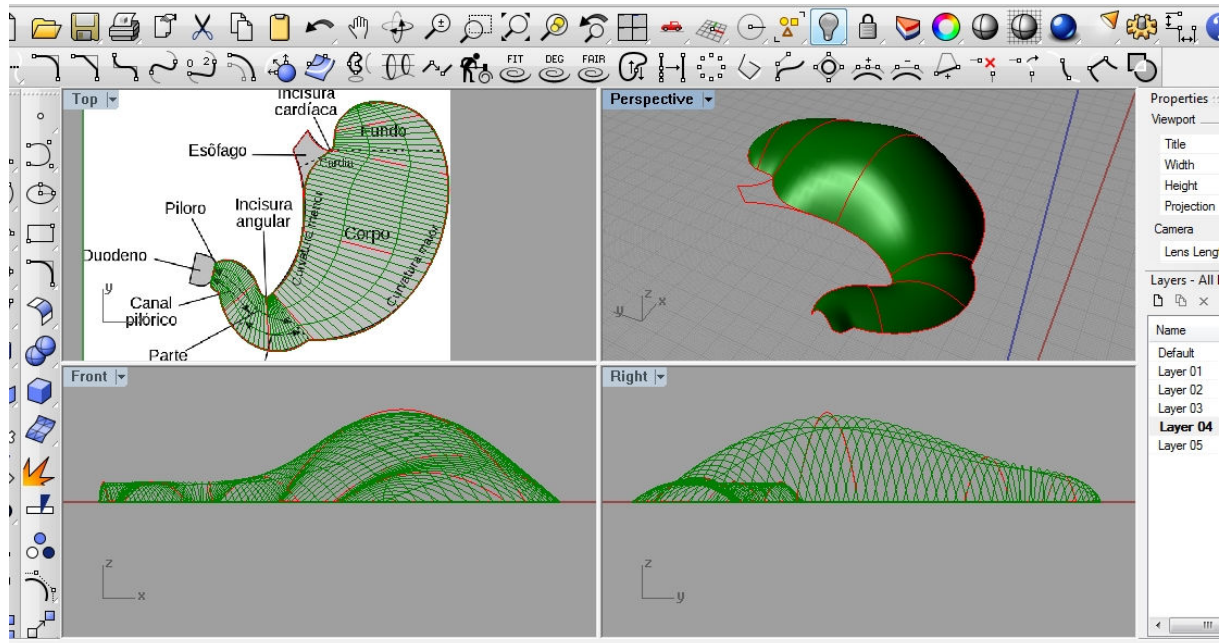 FIT
DEG
FAIR
Top
Incisura
cardíaca
Fundo
Esôfago
Cárdia
Piloro
Incisura
angular
Curvatura menor
Corpo
Curvatura maior
Duodeno
Canal
pilórico
Parte
y
Perspective
z
y
x
Front
z
x
Right
z
y
Properties
Viewport
Title
Width
Height
Projection
Camera
Lens Leng
Layers - All
Name
Default
Layer 01
Layer 02
Layer 03
Layer 04
Layer 05